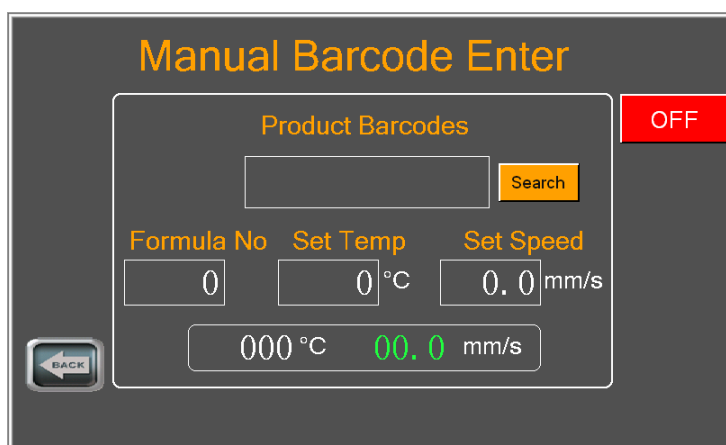 Manual Barcode Enter
OFF
Product Barcodes
Search
Formula No Set Temp Set Speed
0 0 °C 0.0 mm/s
000 °C 00.0 mm/s
BACK